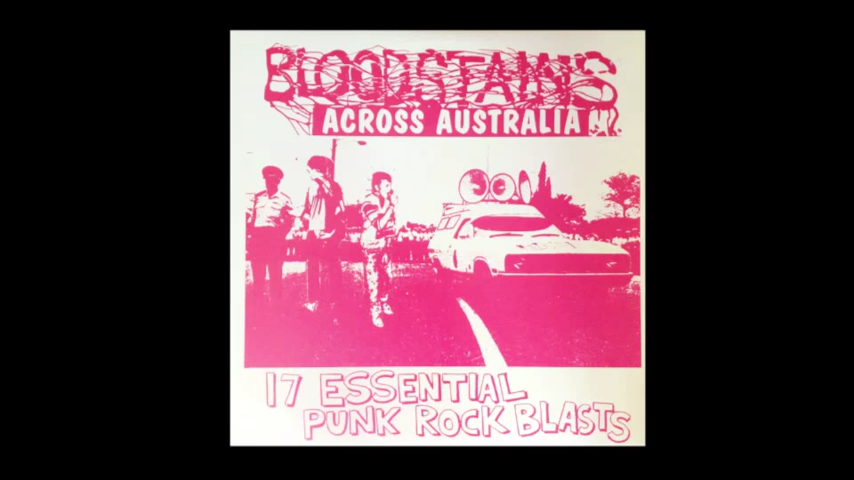 BLOODSTAINS
ACROSS AUSTRALIA
17 ESSENTIAL
PUNK ROCK BLASTS